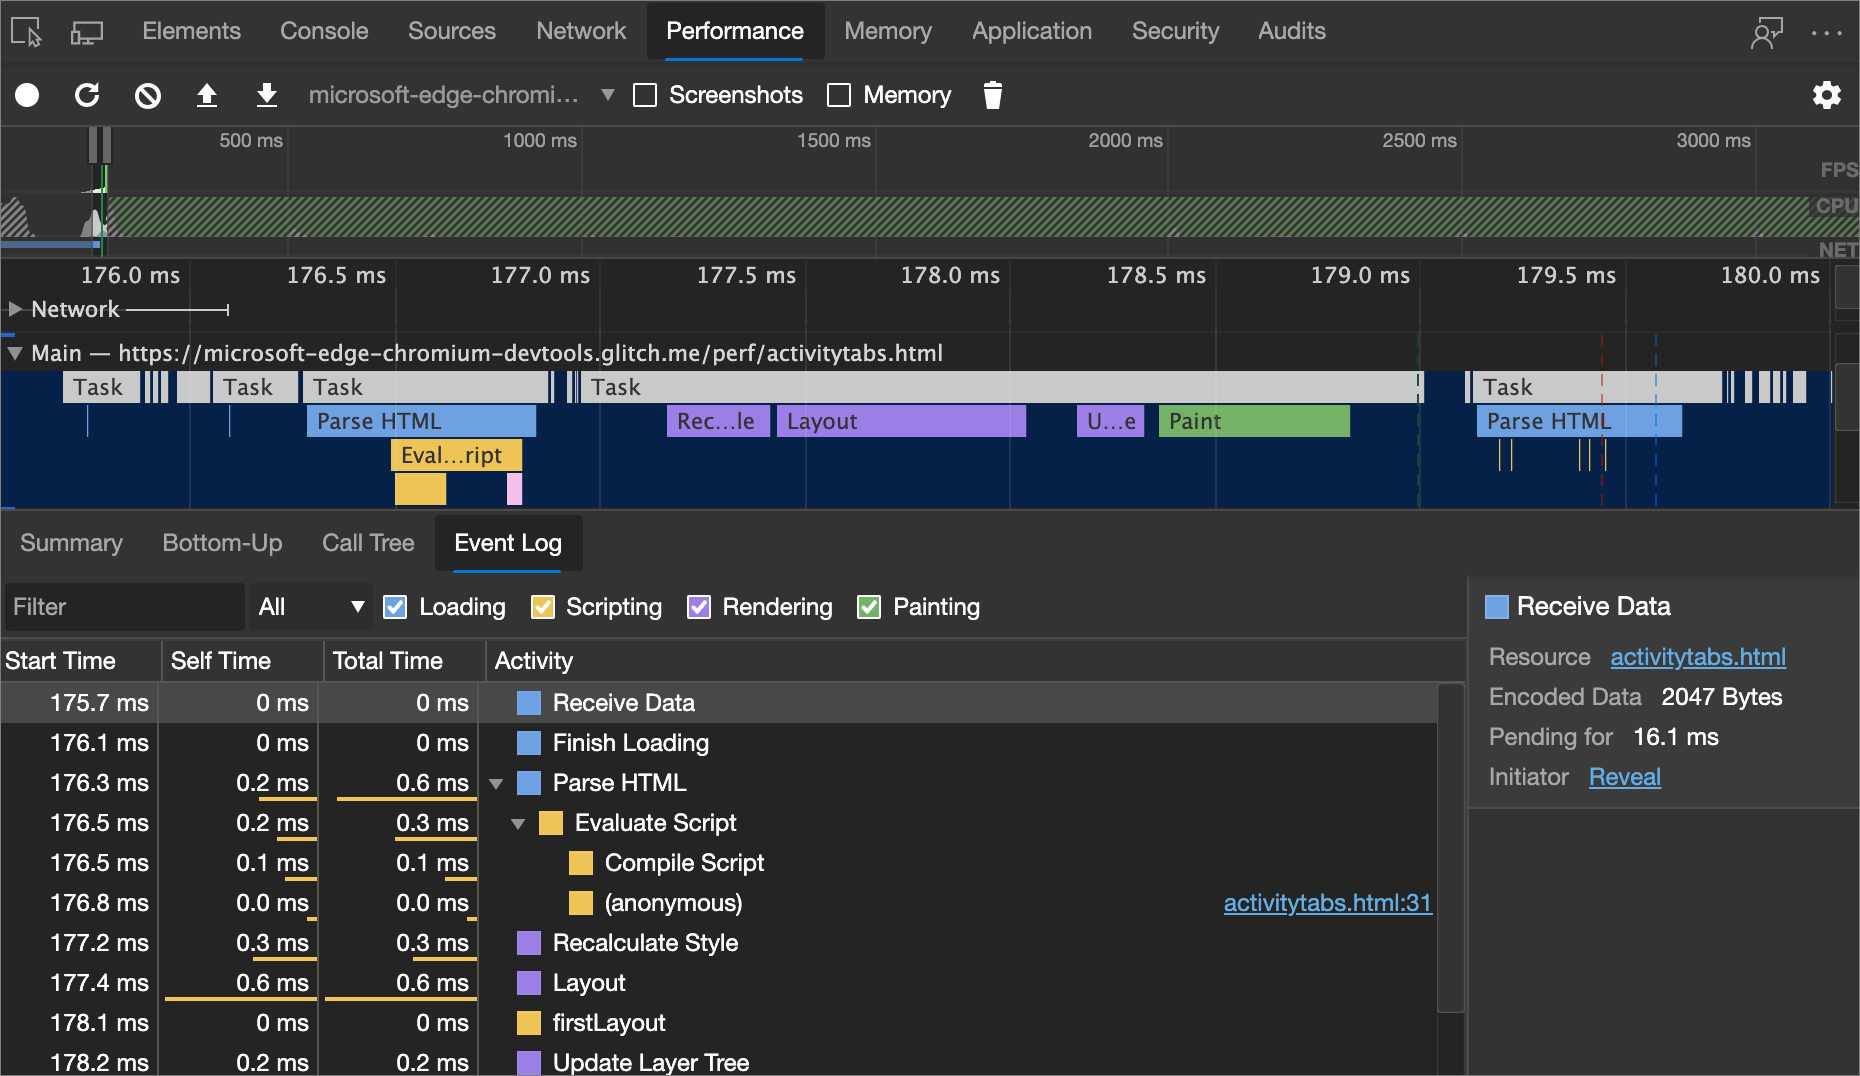 Elements Console Sources Network Performance Memory Application Security Audits
microsoft-edge-chromi... Screenshots Memory
500 ms 1000 ms 1500 ms 2000 ms 2500 ms 3000 ms
FPS
CPU
NET
176.0 ms 176.5 ms 177.0 ms 177.5 ms 178.0 ms 178.5 ms 179.0 ms 179.5 ms 180.0 ms
Network
Main — https://microsoft-edge-chromium-devtools.glitch.me/perf/activitytabs.html
Task Task Task Task Task
Parse HTML Rec...le Layout U...e Paint Parse HTML
Eval...ript
Summary Bottom-Up Call Tree Event Log
Filter All Loading Scripting Rendering Painting
Start Time Self Time Total Time Activity
175.7 ms 0 ms 0 ms Receive Data
176.1 ms 0 ms 0 ms Finish Loading
176.3 ms 0.2 ms 0.6 ms Parse HTML
176.5 ms 0.2 ms 0.3 ms Evaluate Script
176.5 ms 0.1 ms 0.1 ms Compile Script
176.8 ms 0.0 ms 0.0 ms (anonymous) activitytabs.html:31
177.2 ms 0.3 ms 0.3 ms Recalculate Style
177.4 ms 0.6 ms 0.6 ms Layout
178.1 ms 0 ms 0 ms firstLayout
178.2 ms 0.2 ms 0.2 ms Update Layer Tree
Receive Data
Resource activitytabs.html
Encoded Data 2047 Bytes
Pending for 16.1 ms
Initiator Reveal